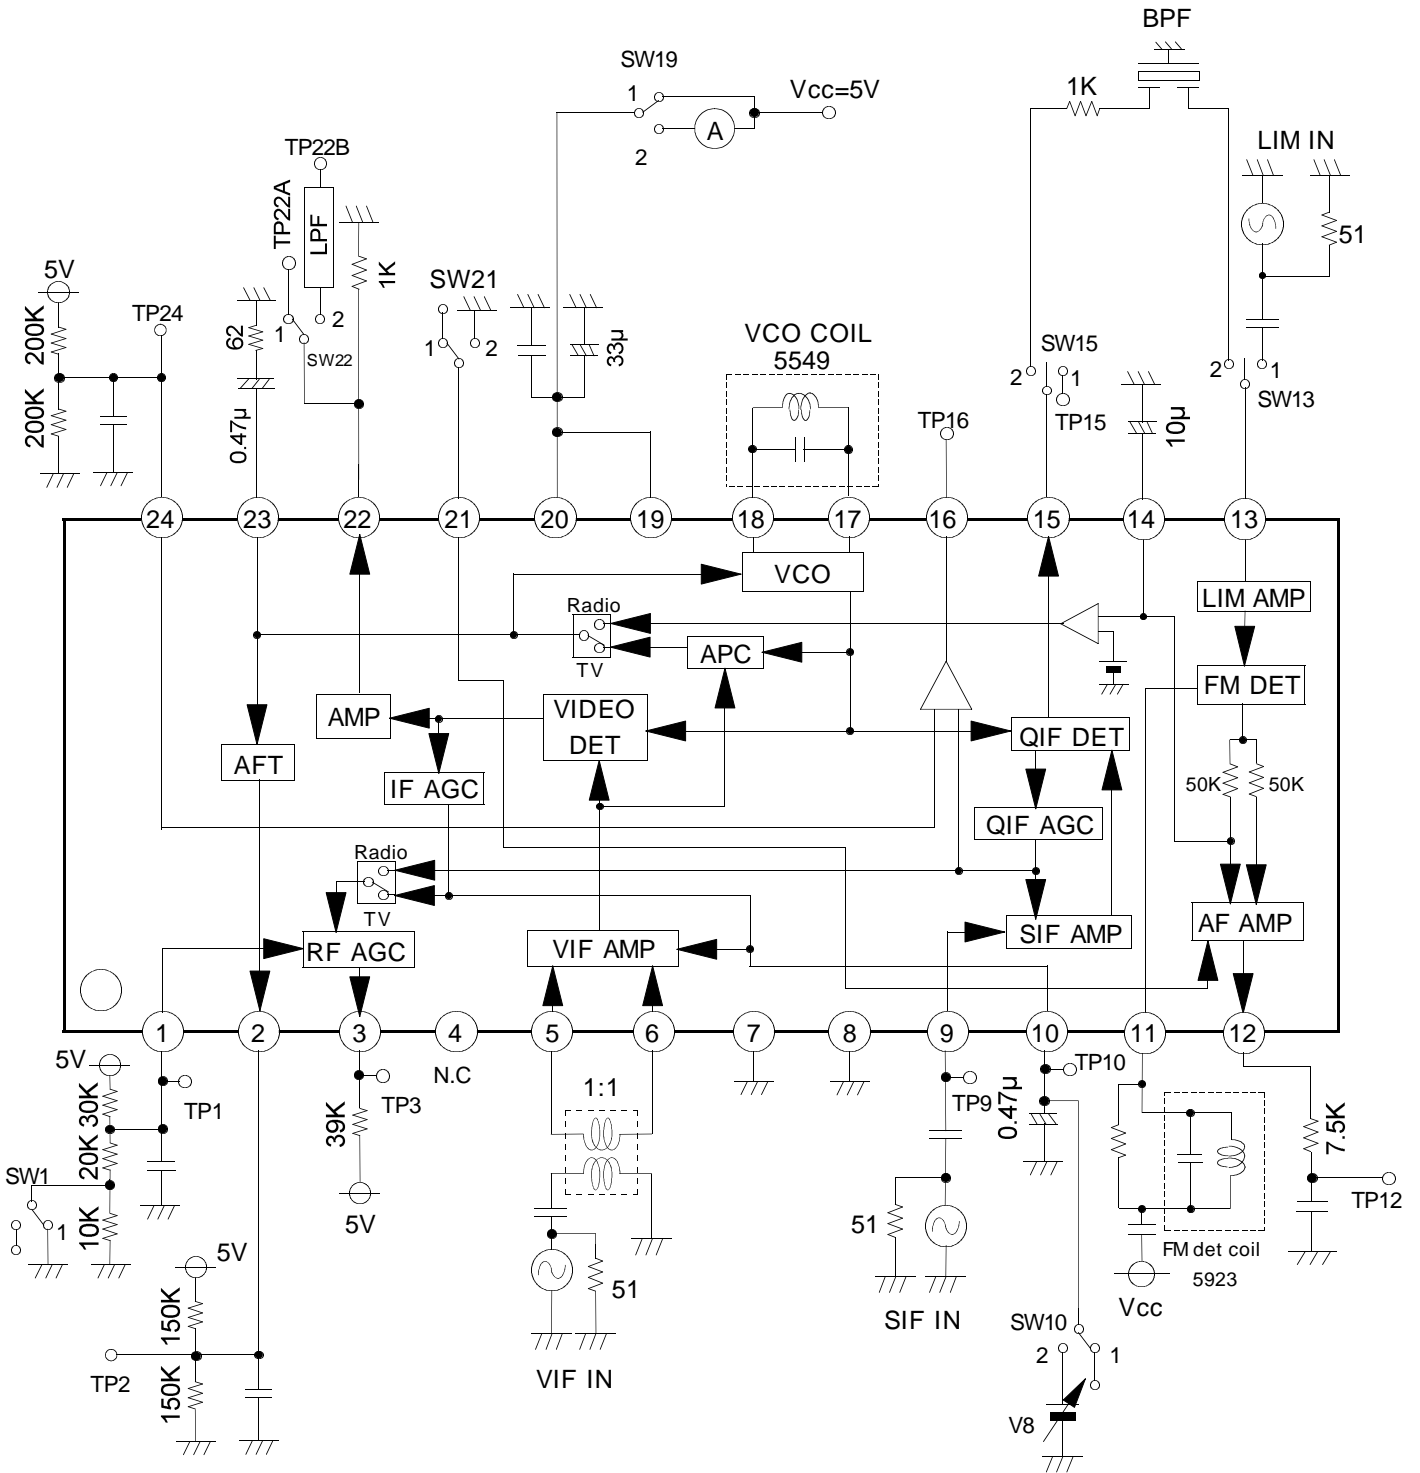 BPF
SW19
1
Vcc=5V
1K
A
2
LIM IN
TP22B
TP22A
LPF
1K
51
5V
TP24
SW21
200K
62
1
2
SW22
1
2
33µ
VCO COIL
5549
SW15
2
1
TP15
2
1
SW13
200K
0.47µ
TP16
10µ
24
23
22
21
20
19
18
17
16
15
14
13
VCO
LIM AMP
Radio
TV
APC
FM DET
AMP
VIDEO
DET
QIF DET
AFT
IF AGC
50K
50K
QIF AGC
Radio
TV
RF AGC
VIF AMP
SIF AMP
AF AMP
1
2
3
4
5
6
7
8
9
10
11
12
5V
N.C
TP10
30K
TP1
TP3
1:1
TP9
0.47µ
39K
20K
7.5K
SW1
1
10K
5V
51
TP12
5V
FM det coil
5923
51
150K
Vcc
SIF IN
SW10
2
1
TP2
150K
VIF IN
V8